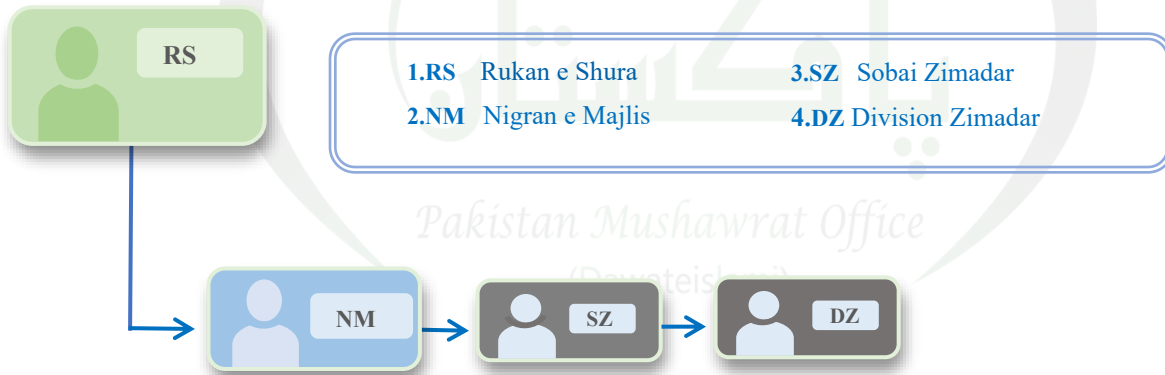 RS
1.RS Rukan e Shura
3.SZ Sobai Zimadar
2.NM Nigran e Majlis
4.DZ Division Zimadar
پاکستان
Pakistan Mushawrat Office
(Dawateislami)
NM
SZ
DZ